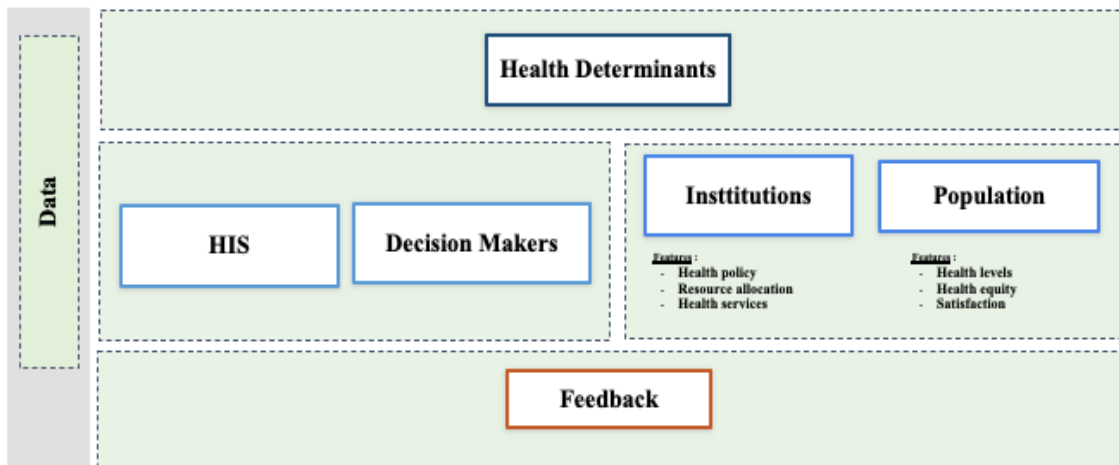 Health Determinants
Data
HIS
Decision Makers
Insttitutions
Features :
- Health policy
- Resource allocation
- Health services
Population
Features :
- Health levels
- Health equity
- Satisfaction
Feedback